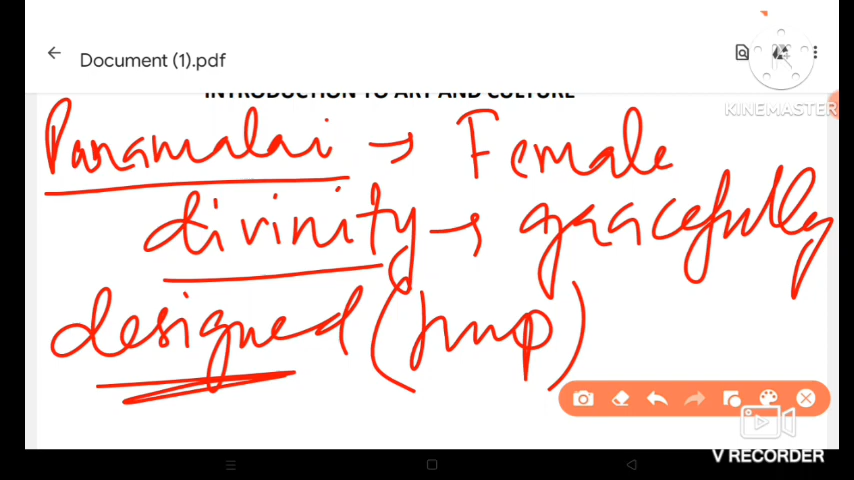 Document (1).pdf
KINEMASTER
INTRODUCTION TO ART AND CULTURE
Panamalai → Female
divinity → gracefully
designed (Imp)
V RECORDER